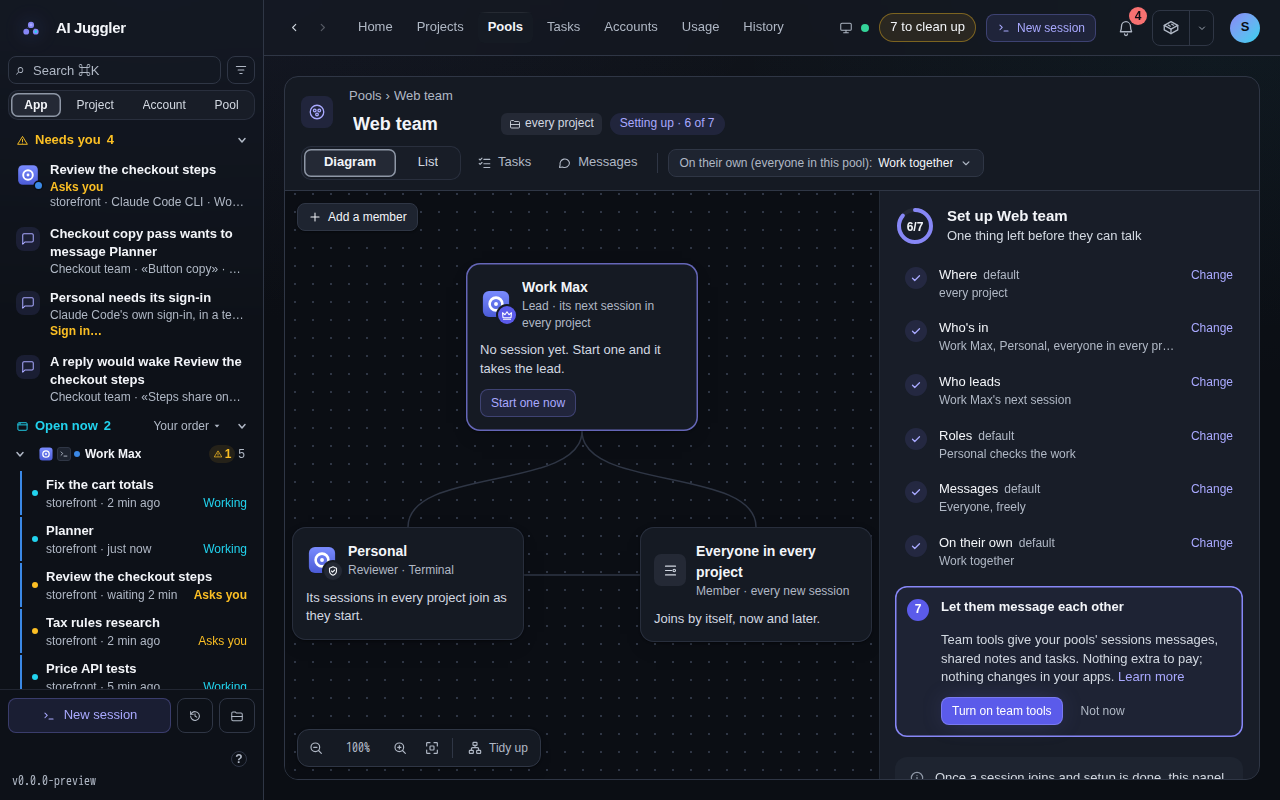 AI Juggler
Home Projects Pools Tasks Accounts Usage History
7 to clean up
New session
4
S
Search ⌘K
App Project Account Pool
Needs you 4
Review the checkout steps
Asks you
storefront · Claude Code CLI · Wo…
Checkout copy pass wants to
message Planner
Checkout team · «Button copy» · …
Personal needs its sign-in
Claude Code's own sign-in, in a te…
Sign in…
A reply would wake Review the
checkout steps
Checkout team · «Steps share on…
Open now 2
Your order
Work Max
1 5
Fix the cart totals
storefront · 2 min ago Working
Planner
storefront · just now Working
Review the checkout steps
storefront · waiting 2 min Asks you
Tax rules research
storefront · 2 min ago Asks you
Price API tests
storefront · 5 min ago Working
New session
?
v0.0.0-preview
Pools › Web team
Web team
every project
Setting up · 6 of 7
Diagram List
Tasks
Messages
On their own (everyone in this pool): Work together
Add a member
Work Max
Lead · its next session in
every project
No session yet. Start one and it
takes the lead.
Start one now
Personal
Reviewer · Terminal
Its sessions in every project join as
they start.
Everyone in every
project
Member · every new session
Joins by itself, now and later.
100%
Tidy up
6/7
Set up Web team
One thing left before they can talk
Where default Change
every project
Who's in Change
Work Max, Personal, everyone in every pr…
Who leads Change
Work Max's next session
Roles default Change
Personal checks the work
Messages default Change
Everyone, freely
On their own default Change
Work together
7
Let them message each other
Team tools give your pools' sessions messages,
shared notes and tasks. Nothing extra to pay;
nothing changes in your apps. Learn more
Turn on team tools
Not now
Once a session joins and setup is done, this panel